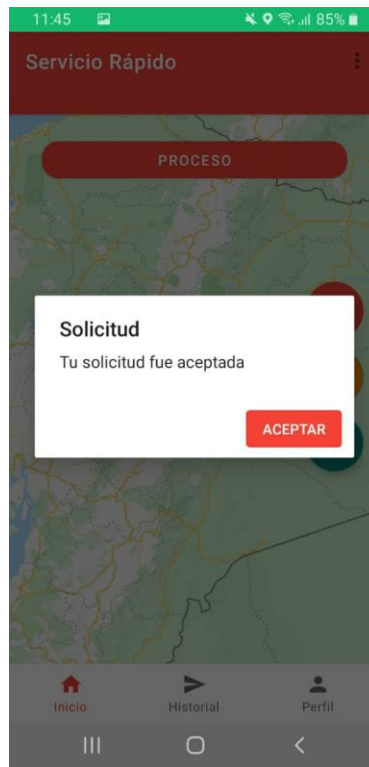 11:45 85%
Servicio Rápido
PROCESO
Solicitud
Tu solicitud fue aceptada
ACEPTAR
Inicio Historial Perfil